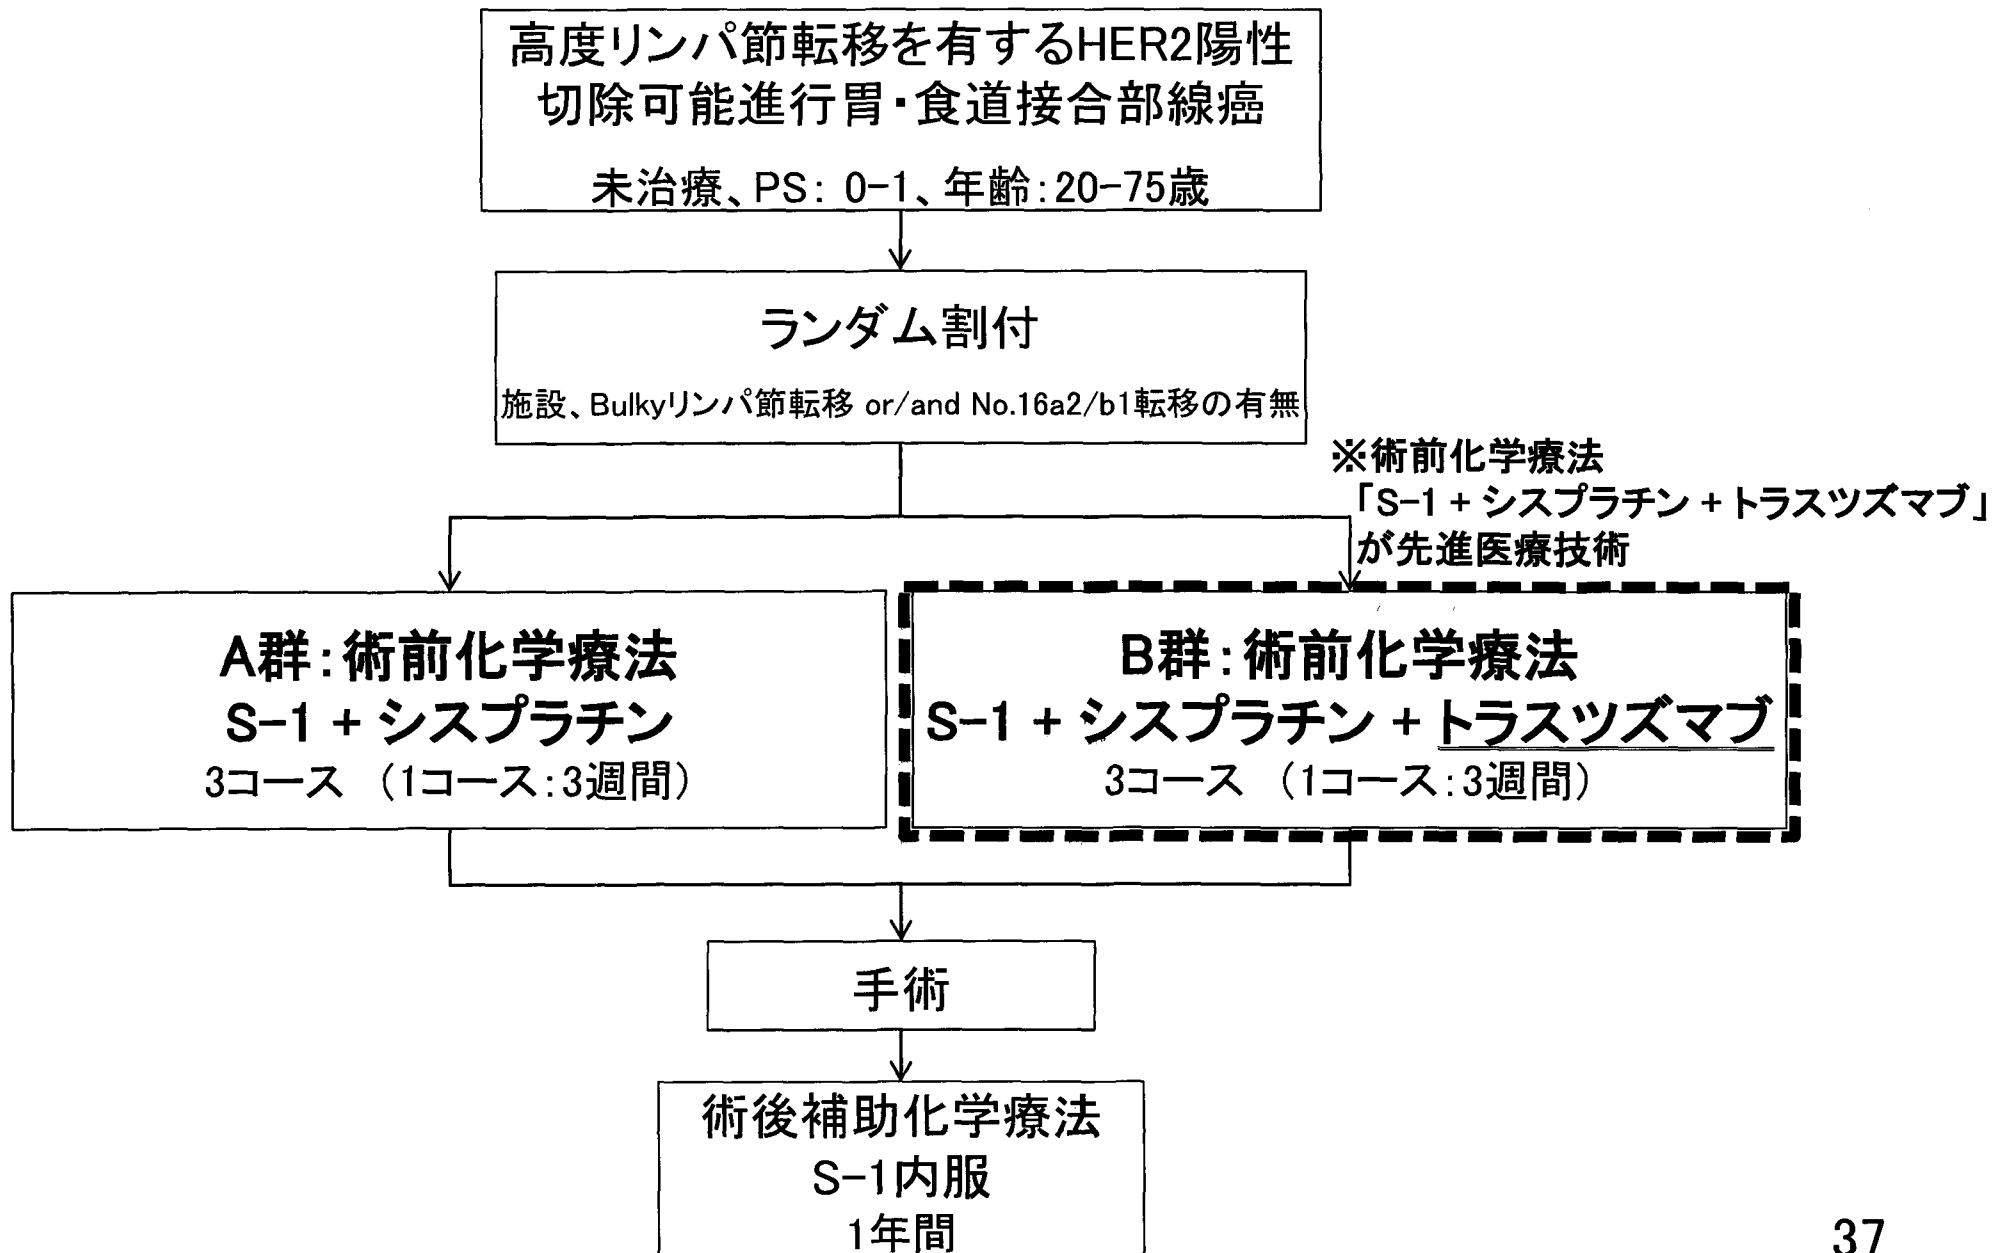 高度リンパ節転移を有するHER2陽性
切除可能進行胃・食道接合部線癌
未治療、PS： 0-1、年齢：20-75歳
ランダム割付
施設、Bulkyリンパ節転移 or/and No.16a2/b1転移の有無
※術前化学療法
「S-1 + シスプラチン + トラスツズマブ」
が先進医療技術
A群：術前化学療法
S-1 + シスプラチン
3コース （1コース：3週間）
B群：術前化学療法
S-1 + シスプラチン + トラスツズマブ
3コース （1コース：3週間）
手術
術後補助化学療法
S-1内服
1年間
37